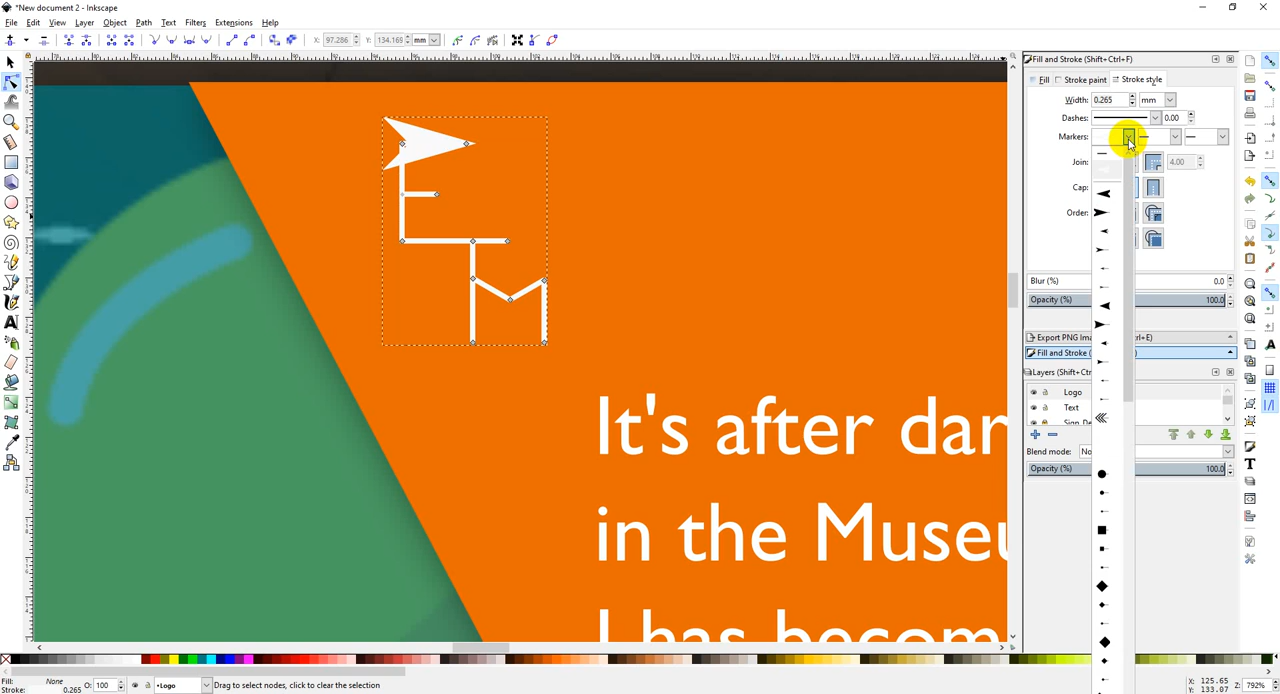 *New document 2 - Inkscape
File Edit View Layer Object Path Text Filters Extensions Help
X: 97.286 Y: 134.169 mm
Fill and Stroke (Shift+Ctrl+F)
Fill Stroke paint Stroke style
Width: 0.265 mm
Dashes: 0.00
Markers:
Join: 4.00
Cap:
Order:
Blur (%) 0.0
Opacity (%) 100.0
Export PNG Image
+E)
Fill and Stroke (
+F)
Layers (Shift+Ctrl
Logo
Text
Blend mode:
Opacity (%) 100.0
It's after dar
in the Museu
I has becom
Fill: None
Stroke: 0.265 O: 100 •Logo Drag to select nodes, click to clear the selection
X: 125.65
Y: 133.07 Z: 792%